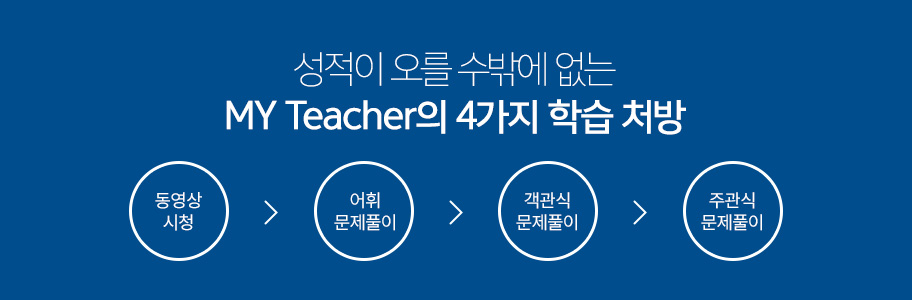 성적이 오를 수밖에 없는
MY Teacher의 4가지 학습 처방
동영상
시청
어휘
문제풀이
객관식
문제풀이
주관식
문제풀이